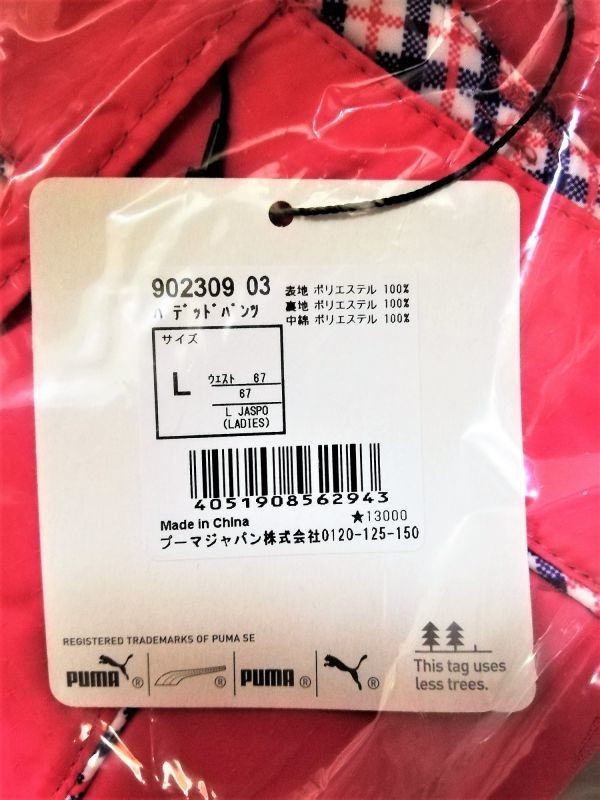 902309 03
パデッドパンツ
表地 ポリエステル 100%
裏地 ポリエステル 100%
中綿 ポリエステル 100%
サイズ
L
ウエスト 67
67
L JASPO
(LADIES)
4051908562943
Made in China
★13000
プーマジャパン株式会社0120-125-150
REGISTERED TRADEMARKS OF PUMA SE
PUMA® ® PUMA® ®
This tag uses
less trees.